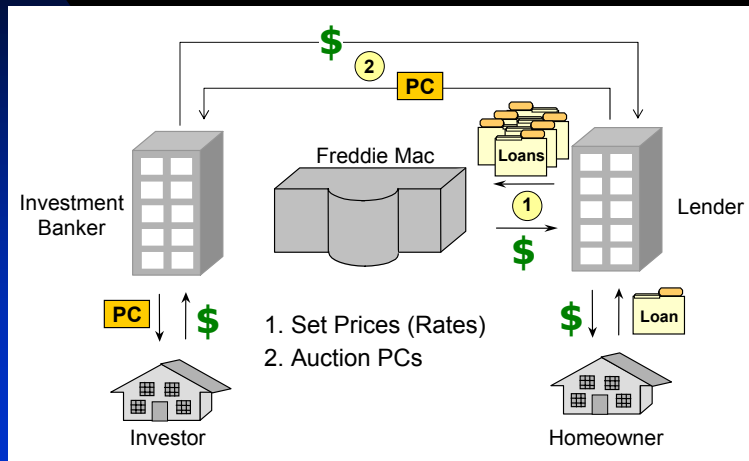 $
2
PC
Loans
Freddie Mac
Investment
Banker
1
Lender
$
PC
$
1. Set Prices (Rates)
2. Auction PCs
$
Loan
Investor
Homeowner